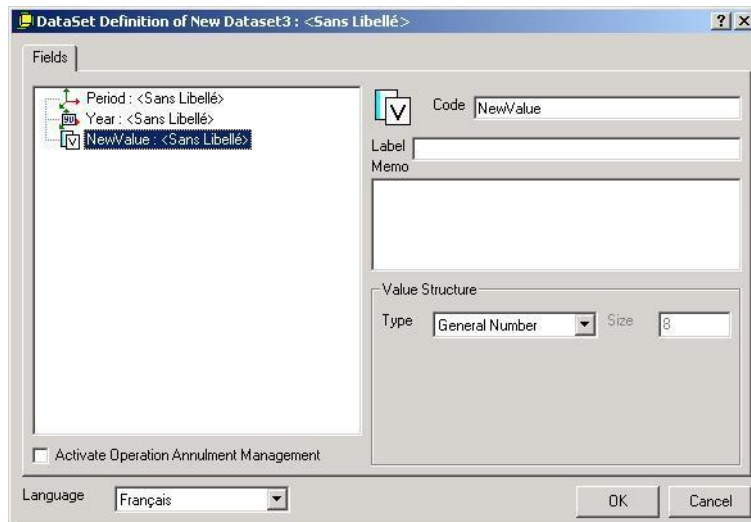 DataSet Definition of New Dataset3 : <Sans Libellé>
Fields
Period : <Sans Libellé>
Year : <Sans Libellé>
NewValue : <Sans Libellé>
Code NewValue
Label
Memo
Value Structure
Type General Number Size 8
Activate Operation Annulment Management
Language Français
OK Cancel